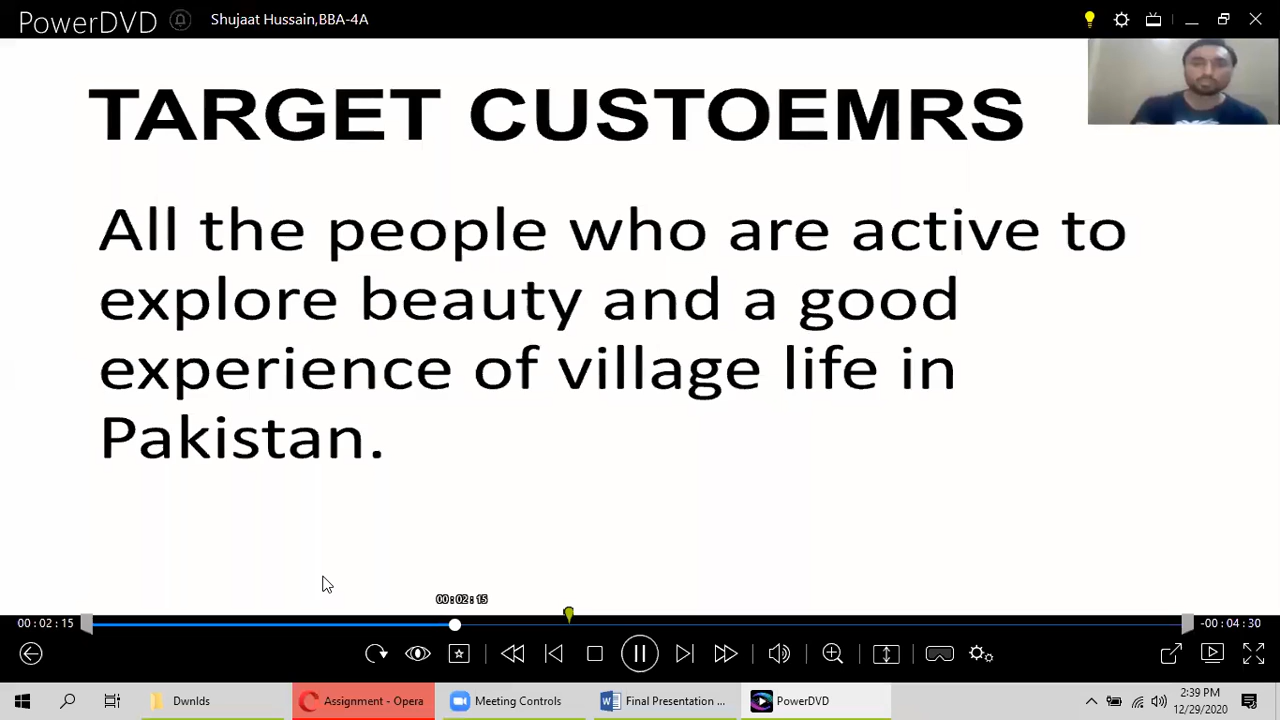 PowerDVD
Shujaat Hussain,BBA-4A
TARGET CUSTOEMRS
All the people who are active to
explore beauty and a good
experience of village life in
Pakistan.
00:02:15
00:02:15
-00:04:30
Dwnlds
Assignment - Opera
Meeting Controls
Final Presentation ...
PowerDVD
2:39 PM
12/29/2020